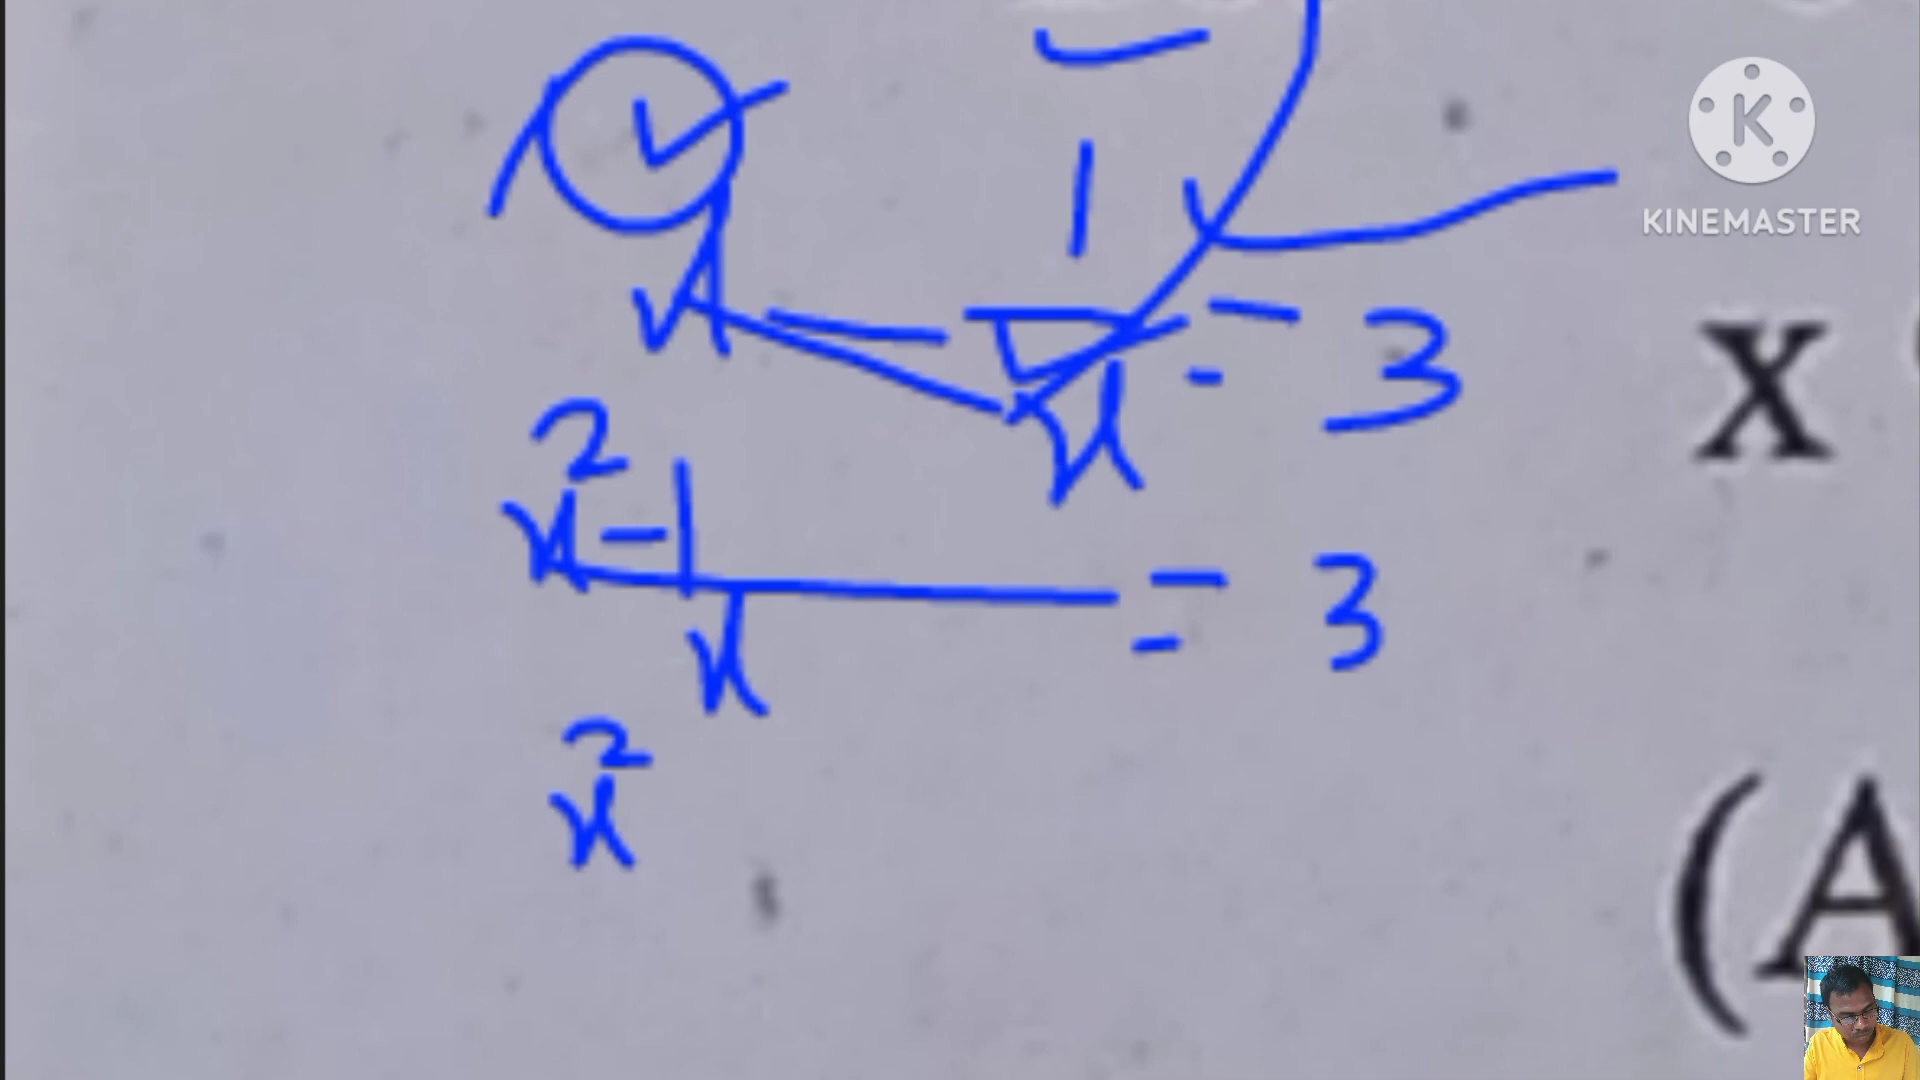 KINEMASTER
x - 1/x = 3
x² - 1 / x = 3
x²
x
(A